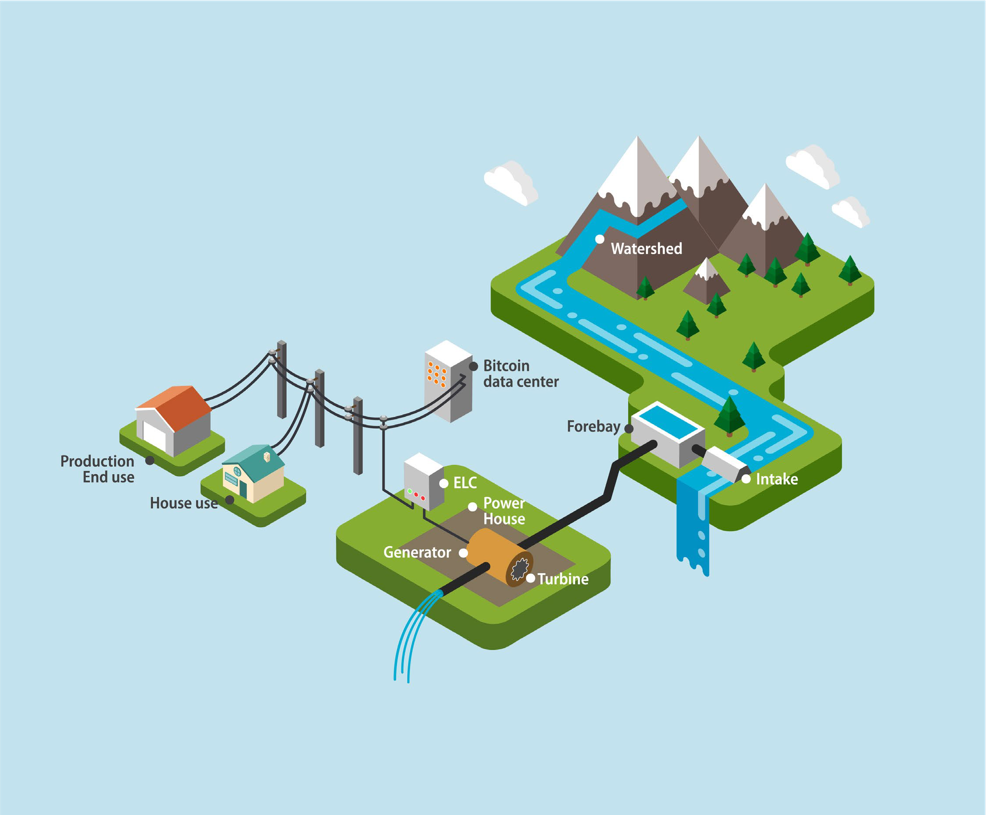 Watershed
Bitcoin
data center
Forebay
Intake
Production
End use
House use
ELC
Power
House
Generator
Turbine